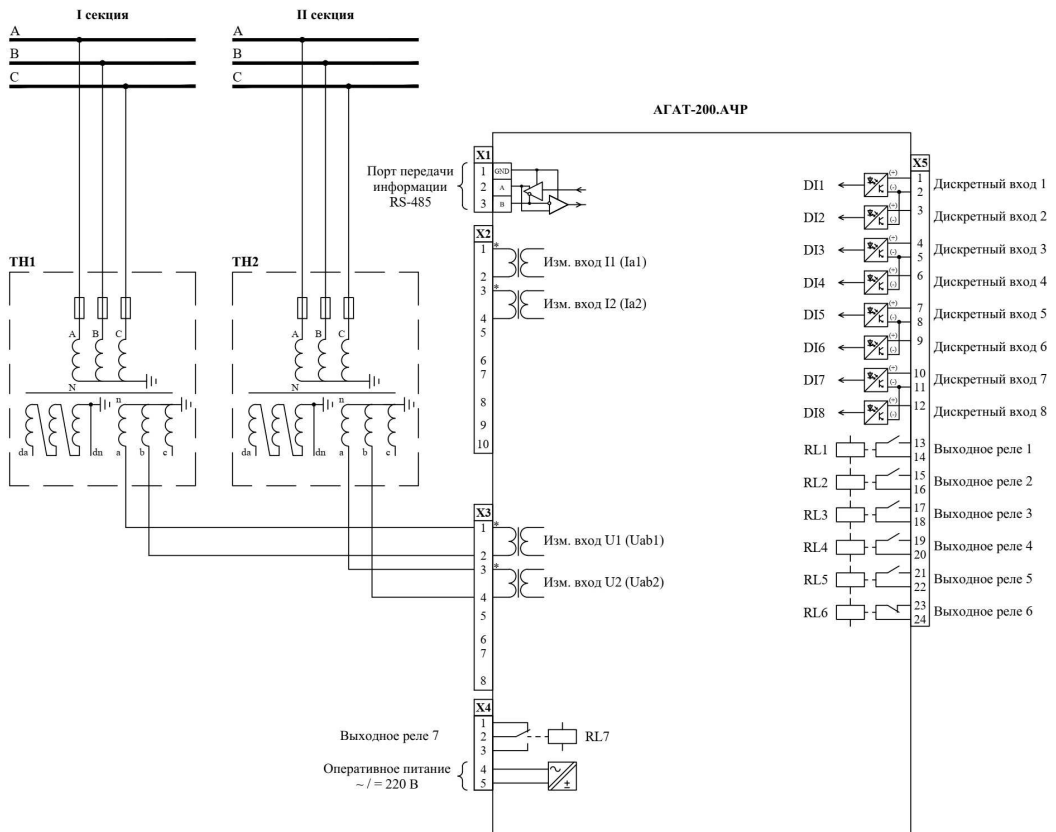 I секция
II секция
A
B
C
A
B
C
АГАТ-200.АЧР
X1
1
2
3
GND
A
B
Порт передачи
информации
RS-485
X2
1
2
3
4
5
6
7
8
9
10
*
*
Изм. вход I1 (Ia1)
Изм. вход I2 (Ia2)
ТН1
A
B
C
N
n
da
dn
a
b
c
ТН2
A
B
C
N
n
da
dn
a
b
c
X3
1
2
3
4
5
6
7
8
*
*
Изм. вход U1 (Uab1)
Изм. вход U2 (Uab2)
X4
1
2
3
4
5
Выходное реле 7
RL7
Оперативное питание
~ / = 220 В
~
±
X5
DI1 (+) (-) 1 2 Дискретный вход 1
DI2 (+) (-) 3 Дискретный вход 2
DI3 (+) (-) 4 5 Дискретный вход 3
DI4 (+) (-) 6 Дискретный вход 4
DI5 (+) (-) 7 8 Дискретный вход 5
DI6 (+) (-) 9 Дискретный вход 6
DI7 (+) (-) 10 11 Дискретный вход 7
DI8 (+) (-) 12 Дискретный вход 8
RL1 13 14 Выходное реле 1
RL2 15 16 Выходное реле 2
RL3 17 18 Выходное реле 3
RL4 19 20 Выходное реле 4
RL5 21 22 Выходное реле 5
RL6 23 24 Выходное реле 6